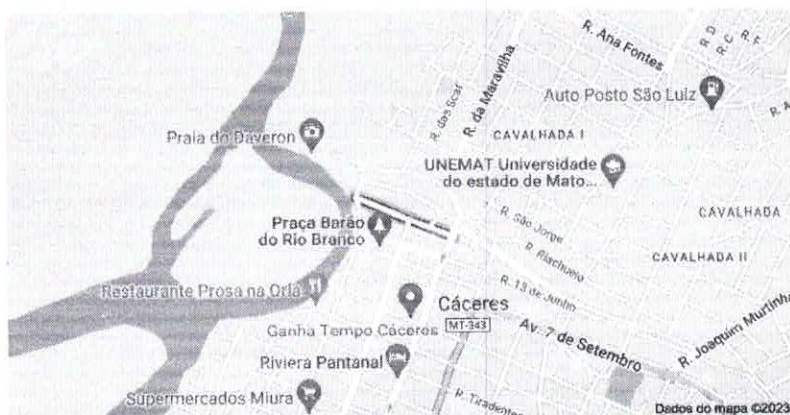 R. Ana Fontes
R D
R C
R. F
Auto Posto São Luiz
R. das Scaf
R. da Maravilha
R. A
CAVALHADA I
Praia do Daveron
UNEMAT Universidade
do estado de Mato...
CAVALHADA
Praça Barão
do Rio Branco
R. São Jorge
R. Riachuelo
CAVALHADA II
Restaurante Prosa na Orla
R. 13 de Junho
Cáceres
Ganha Tempo Cáceres
MT-343
Av. 7 de Setembro
R. Joaquim Murtinho
Riviera Pantanal
Supermercados Miura
R. Tiradentes
Dados do mapa ©2023